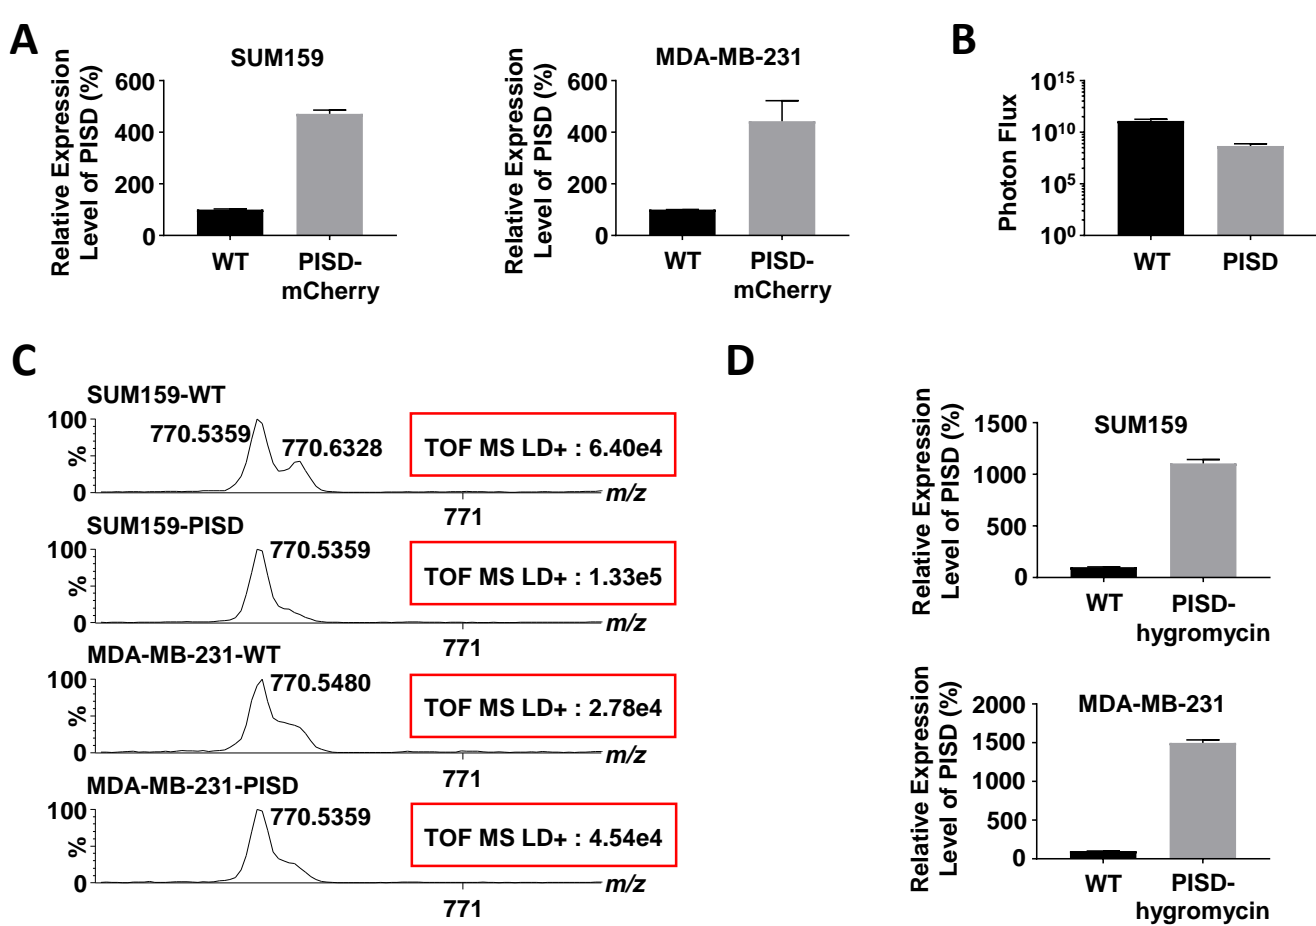 A
SUM159
Relative Expression
Level of PISD (%)
600
400
200
0
WT
PISD-
mCherry
MDA-MB-231
Relative Expression
Level of PISD (%)
600
400
200
0
WT
PISD-
mCherry
B
Photon Flux
10¹⁵
10¹⁰
10⁵
10⁰
WT
PISD
C
SUM159-WT
100
%
0
770.5359
770.6328
TOF MS LD+ : 6.40e4
m/z
771
SUM159-PISD
100
%
0
770.5359
TOF MS LD+ : 1.33e5
m/z
771
MDA-MB-231-WT
100
%
0
770.5480
TOF MS LD+ : 2.78e4
m/z
771
MDA-MB-231-PISD
100
%
0
770.5359
TOF MS LD+ : 4.54e4
m/z
771
D
SUM159
Relative Expression
Level of PISD (%)
1500
1000
500
0
WT
PISD-
hygromycin
MDA-MB-231
Relative Expression
Level of PISD (%)
2000
1500
1000
500
0
WT
PISD-
hygromycin